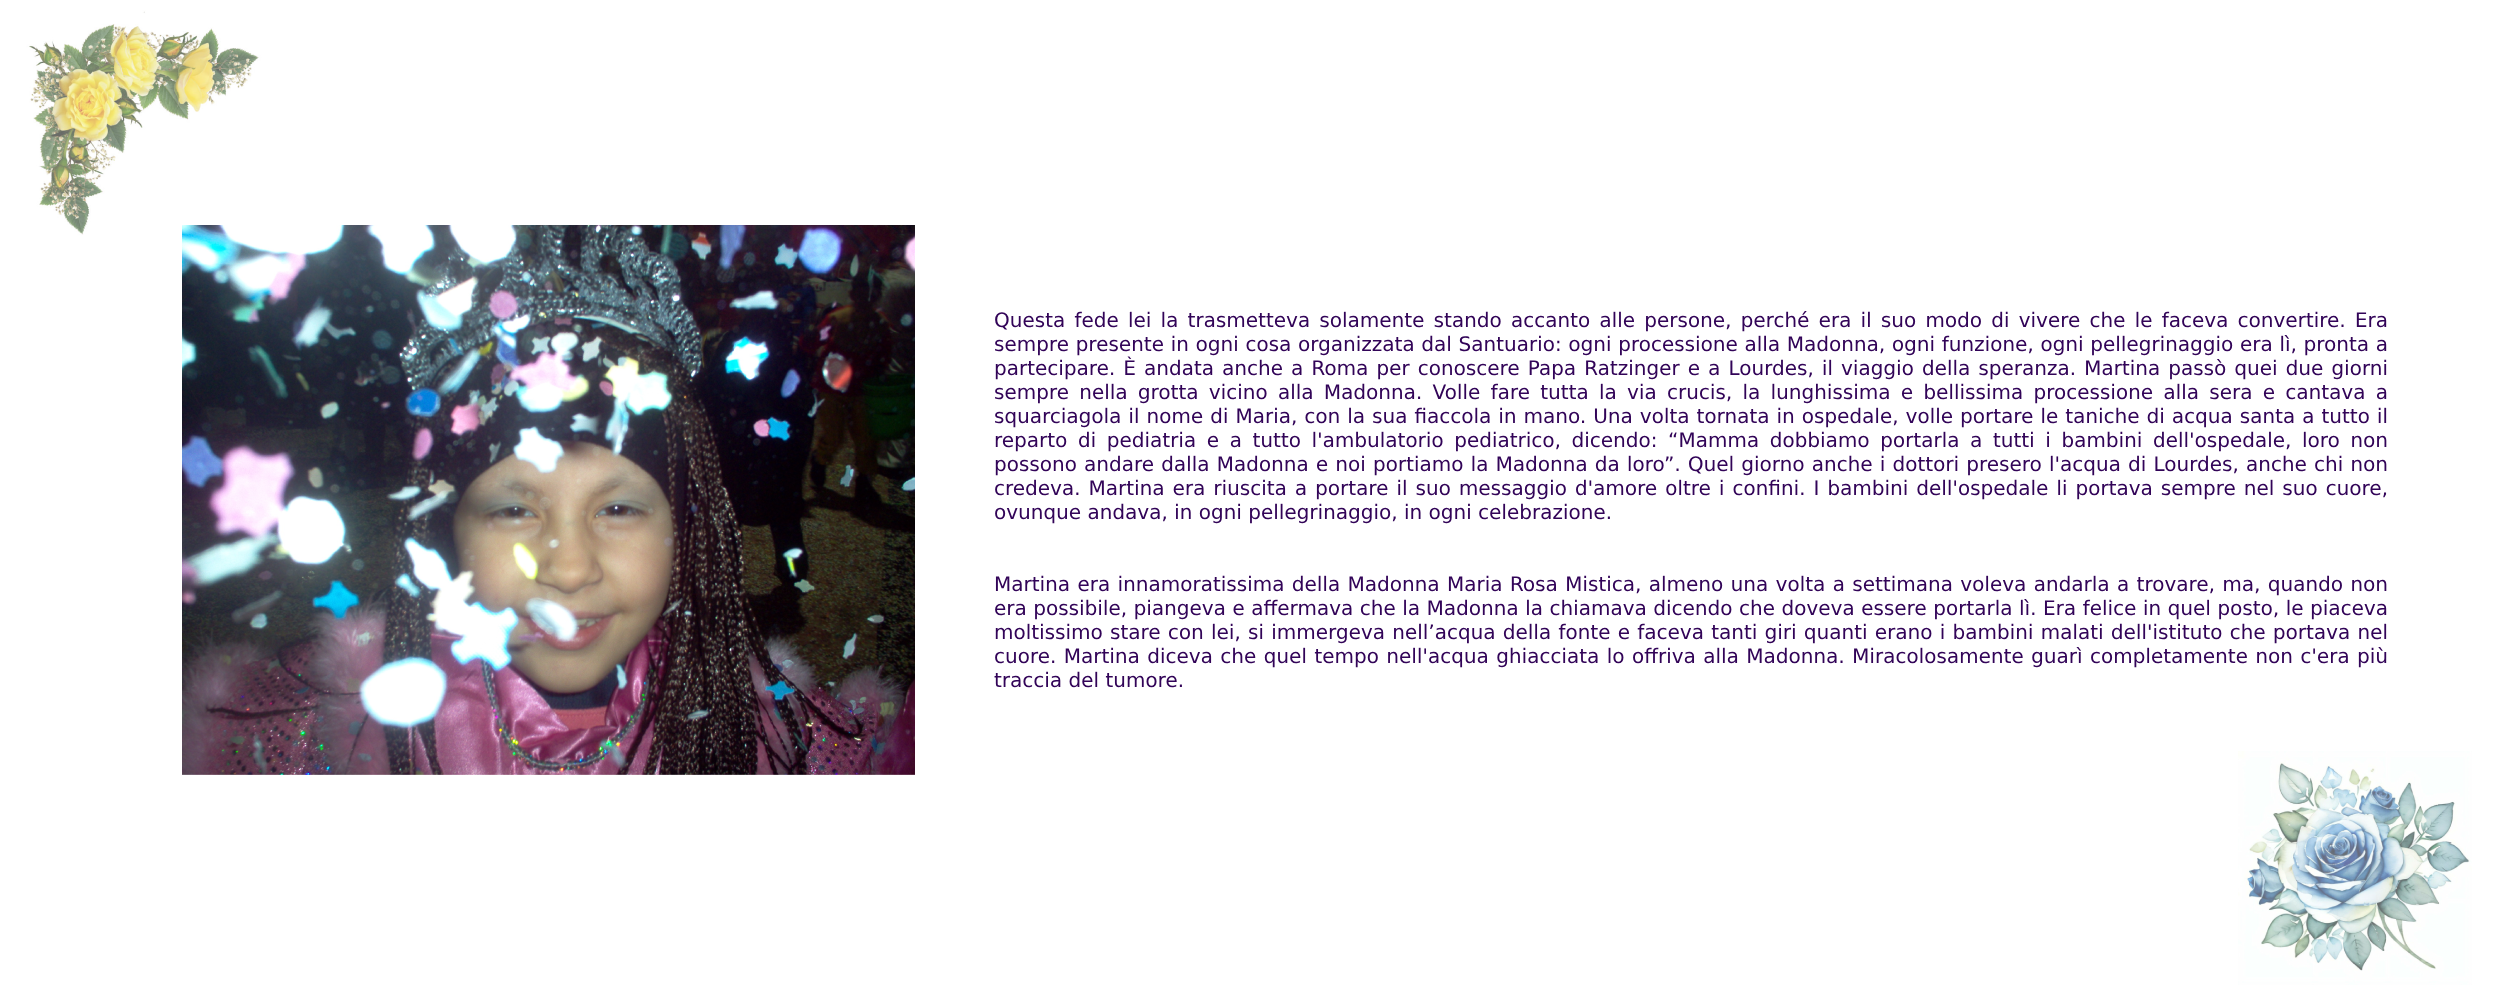 Questa fede lei la trasmetteva solamente stando accanto alle persone, perché era il suo modo di vivere che le faceva convertire. Era
sempre presente in ogni cosa organizzata dal Santuario: ogni processione alla Madonna, ogni funzione, ogni pellegrinaggio era lì, pronta a
partecipare. È andata anche a Roma per conoscere Papa Ratzinger e a Lourdes, il viaggio della speranza. Martina passò quei due giorni
sempre nella grotta vicino alla Madonna. Volle fare tutta la via crucis, la lunghissima e bellissima processione alla sera e cantava a
squarciagola il nome di Maria, con la sua fiaccola in mano. Una volta tornata in ospedale, volle portare le taniche di acqua santa a tutto il
reparto di pediatria e a tutto l'ambulatorio pediatrico, dicendo: “Mamma dobbiamo portarla a tutti i bambini dell'ospedale, loro non
possono andare dalla Madonna e noi portiamo la Madonna da loro”. Quel giorno anche i dottori presero l'acqua di Lourdes, anche chi non
credeva. Martina era riuscita a portare il suo messaggio d'amore oltre i confini. I bambini dell'ospedale li portava sempre nel suo cuore,
ovunque andava, in ogni pellegrinaggio, in ogni celebrazione.
Martina era innamoratissima della Madonna Maria Rosa Mistica, almeno una volta a settimana voleva andarla a trovare, ma, quando non
era possibile, piangeva e affermava che la Madonna la chiamava dicendo che doveva essere portarla lì. Era felice in quel posto, le piaceva
moltissimo stare con lei, si immergeva nell’acqua della fonte e faceva tanti giri quanti erano i bambini malati dell'istituto che portava nel
cuore. Martina diceva che quel tempo nell'acqua ghiacciata lo offriva alla Madonna. Miracolosamente guarì completamente non c'era più
traccia del tumore.